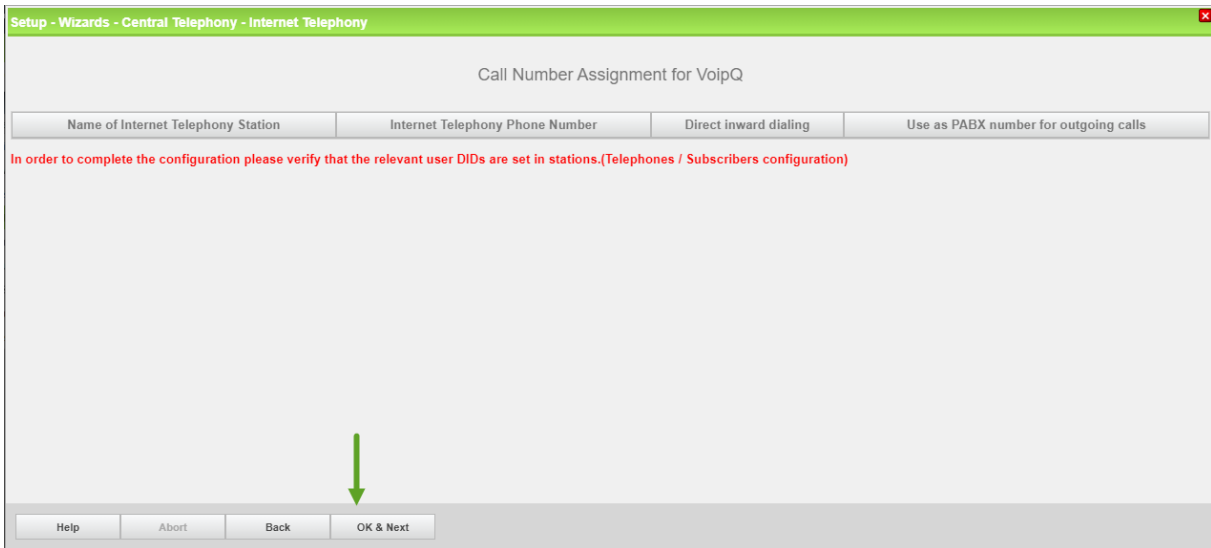 Setup - Wizards - Central Telephony - Internet Telephony
Call Number Assignment for VoipQ
Name of Internet Telephony Station Internet Telephony Phone Number Direct inward dialing Use as PABX number for outgoing calls
In order to complete the configuration please verify that the relevant user DIDs are set in stations.(Telephones / Subscribers configuration)
Help Abort Back OK & Next